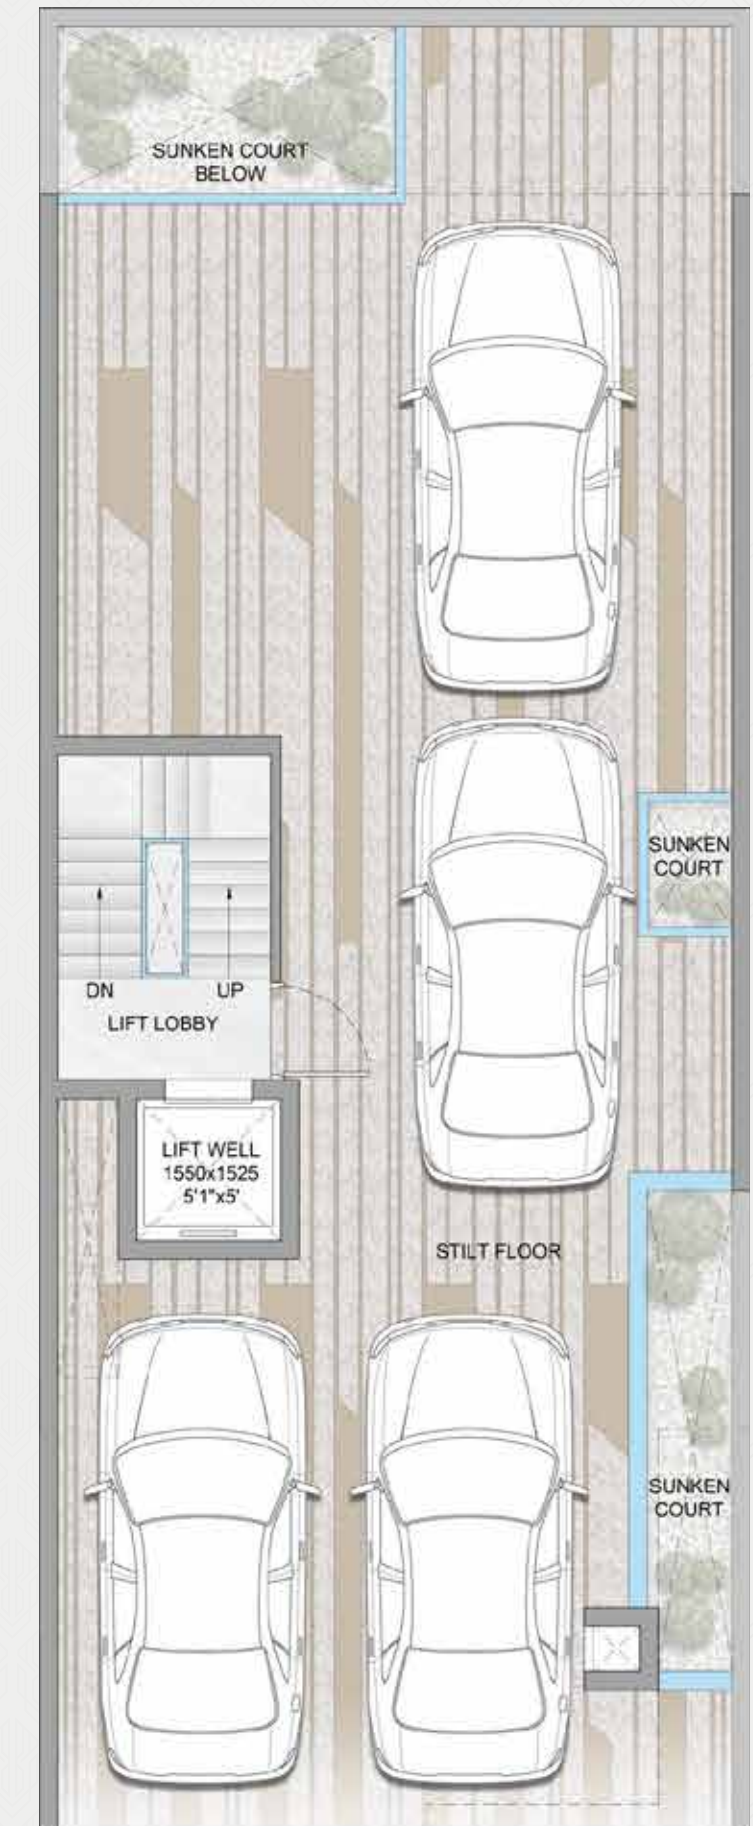 SUNKEN COURT
BELOW
SUNKEN
COURT
DN
UP
LIFT LOBBY
LIFT WELL
1550x1525
5'1"x5'
STILT FLOOR
SUNKEN
COURT